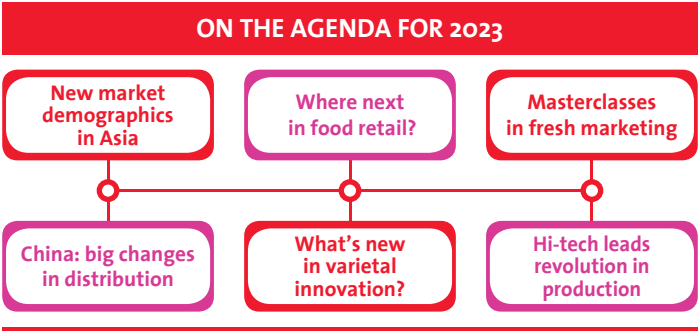 ON THE AGENDA FOR 2023
New market
demographics
in Asia
Where next
in food retail?
Masterclasses
in fresh marketing
China: big changes
in distribution
What’s new
in varietal
innovation?
Hi-tech leads
revolution in
production